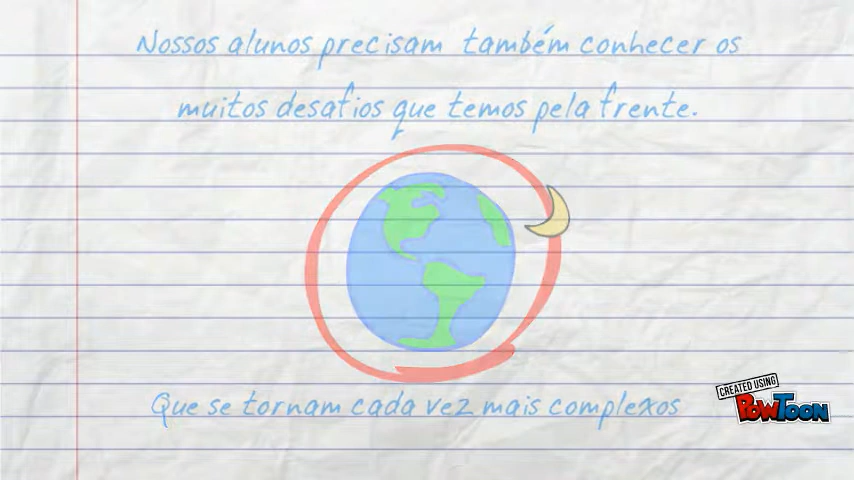 Nossos alunos precisam também conhecer os
muitos desafios que temos pela frente.
Que se tornam cada vez mais complexos
CREATED USING
PowToon